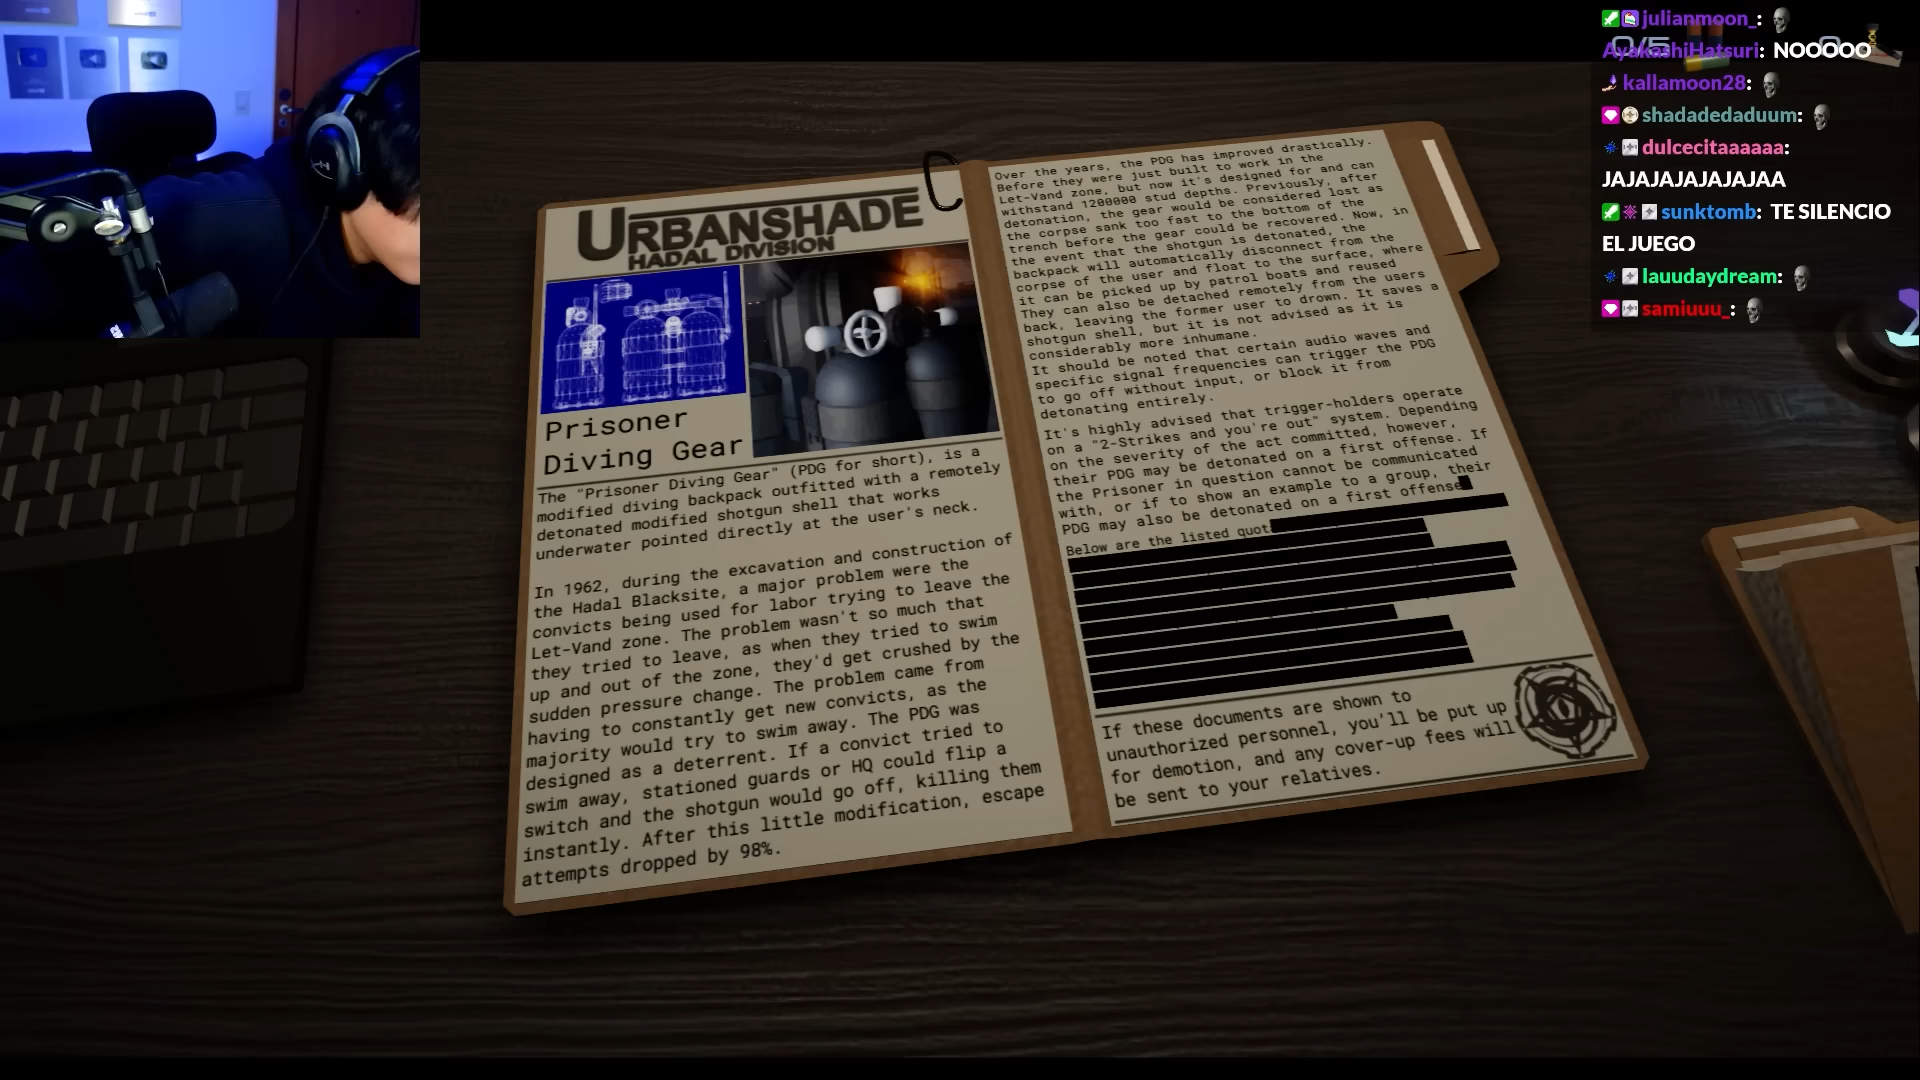 URBANSHADE
HADAL DIVISION
Prisoner
Diving Gear
The "Prisoner Diving Gear" (PDG for short), is a
modified diving backpack outfitted with a remotely
detonated modified shotgun shell that works
underwater pointed directly at the user's neck.
In 1962, during the excavation and construction of
the Hadal Blacksite, a major problem were the
convicts being used for labor trying to leave the
Let-Vand zone. The problem wasn't so much that
they tried to leave, as when they tried to swim
up and out of the zone, they'd get crushed by the
sudden pressure change. The problem came from
having to constantly get new convicts, as the
majority would try to swim away. The PDG was
designed as a deterrent. If a convict tried to
swim away, stationed guards or HQ could flip a
switch and the shotgun would go off, killing them
instantly. After this little modification, escape
attempts dropped by 98%.
Over the years, the PDG has improved drastically.
Before they were just built to work in the
Let-Vand zone, but now it's designed for and can
withstand 1200000 stud depths. Previously, after
detonation, the gear would be considered lost as
the corpse sank too fast to the bottom of the
trench before the gear could be recovered. Now, in
the event that the shotgun is detonated, the
backpack will automatically disconnect from the
corpse of the user and float to the surface, where
it can be picked up by patrol boats and reused
They can also be detached remotely from the users
back, leaving the former user to drown. It saves a
shotgun shell, but it is not advised as it is
considerably more inhumane.
It should be noted that certain audio waves and
specific signal frequencies can trigger the PDG
to go off without input, or block it from
detonating entirely.
It's highly advised that trigger-holders operate
on a "2-Strikes and you're out" system. Depending
on the severity of the act committed, however,
their PDG may be detonated on a first offense. If
the Prisoner in question cannot be communicated
with, or if to show an example to a group, their
PDG may also be detonated on a first offense
Below are the listed quot
If these documents are shown to
unauthorized personnel, you'll be put up
for demotion, and any cover-up fees will
be sent to your relatives.
julianmoon_:
AyakashiHatsuri: NOOOOO
kallamoon28:
shadadedaduum:
dulcecitaaaaaa:
JAJAJAJAJAJAJAA
sunktomb: TE SILENCIO
EL JUEGO
lauudaydream:
samiuuu_:
0/5